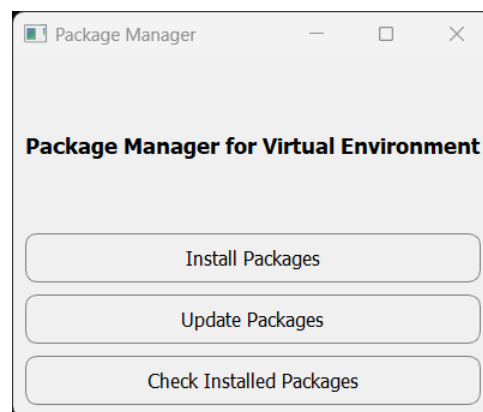 Package Manager
Package Manager for Virtual Environment
Install Packages
Update Packages
Check Installed Packages